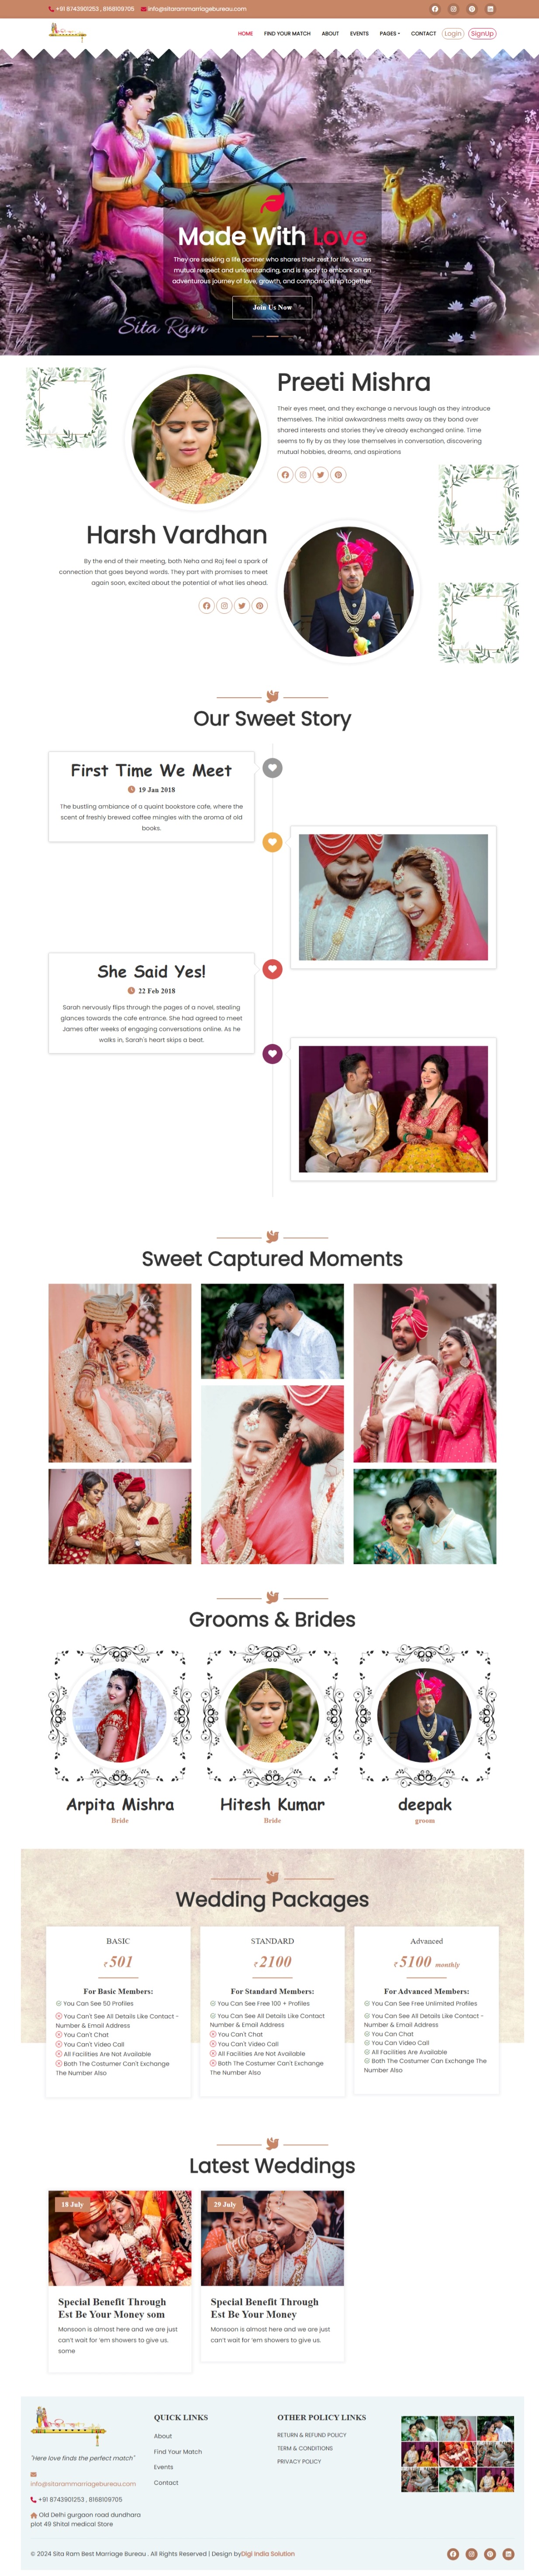 +91 8743901253 , 8168109705 info@sitarammarriagebureau.com
HOME FIND YOUR MATCH ABOUT EVENTS PAGES CONTACT Login SignUp
Made With Love
They are seeking a life partner who shares their zest for life, values
mutual respect and understanding, and is ready to embark on an
adventurous journey of love, growth, and companionship together
Join Us Now
Sita Ram
Preeti Mishra
Their eyes meet, and they exchange a nervous laugh as they introduce
themselves. The initial awkwardness melts away as they bond over
shared interests and stories they've already exchanged online. Time
seems to fly by as they lose themselves in conversation, discovering
mutual hobbies, dreams, and aspirations
Harsh Vardhan
By the end of their meeting, both Neha and Raj feel a spark of
connection that goes beyond words. They part with promises to meet
again soon, excited about the potential of what lies ahead.
Our Sweet Story
First Time We Meet
19 Jan 2018
The bustling ambiance of a quaint bookstore cafe, where the
scent of freshly brewed coffee mingles with the aroma of old
books.
She Said Yes!
22 Feb 2018
Sarah nervously flips through the pages of a novel, stealing
glances towards the cafe entrance. She had agreed to meet
James after weeks of engaging conversations online. As he
walks in, Sarah's heart skips a beat.
Sweet Captured Moments
Grooms & Brides
Arpita Mishra
Bride
Hitesh Kumar
Bride
deepak
groom
Wedding Packages
BASIC
₹ 501
For Basic Members:
You Can See 50 Profiles
You Can't See All Details Like Contact -
Number & Email Address
You Can't Chat
You Can't Video Call
All Facilities Are Not Available
Both The Costumer Can't Exchange
The Number Also
STANDARD
₹ 2100
For Standard Members:
You Can See Free 100 + Profiles
You Can See All Details Like Contact
Number & Email Address
You Can't Chat
You Can't Video Call
All Facilities Are Not Available
Both The Costumer Can't Exchange
The Number Also
Advanced
₹ 5100 monthly
For Advanced Members:
You Can See Free Unlimited Profiles
You Can See All Details Like Contact -
Number & Email Address
You Can Chat
You Can Video Call
All Facilities Are Available
Both The Costumer Can Exchange The
Number Also
Latest Weddings
18 July
Special Benefit Through
Est Be Your Money som
Monsoon is almost here and we are just
can't wait for 'em showers to give us.
some
29 July
Special Benefit Through
Est Be Your Money
Monsoon is almost here and we are just
can't wait for 'em showers to give us.
"Here love finds the perfect match"
info@sitarammarriagebureau.com
+91 8743901253 , 8168109705
Old Delhi gurgaon road dundhara
plot 49 Shital medical Store
QUICK LINKS
About
Find Your Match
Events
Contact
OTHER POLICY LINKS
RETURN & REFUND POLICY
TERM & CONDITIONS
PRIVACY POLICY
© 2024 Sita Ram Best Marriage Bureau . All Rights Reserved | Design byDigi India Solution